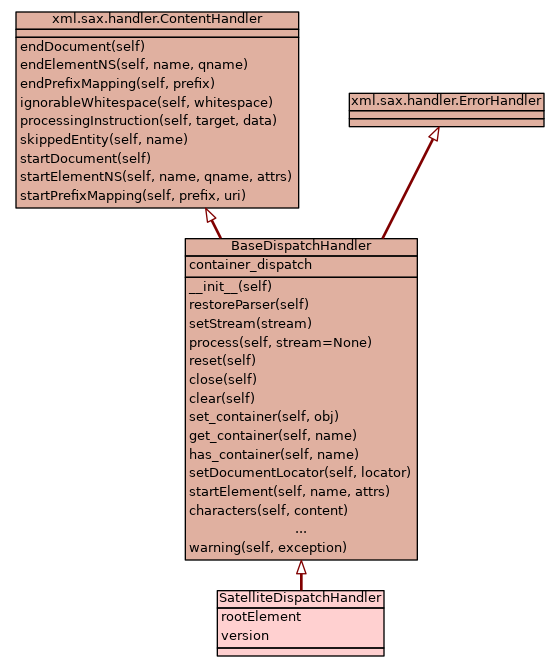 xml.sax.handler.ContentHandler
endDocument(self)
endElementNS(self, name, qname)
endPrefixMapping(self, prefix)
ignorableWhitespace(self, whitespace)
processingInstruction(self, target, data)
skippedEntity(self, name)
startDocument(self)
startElementNS(self, name, qname, attrs)
startPrefixMapping(self, prefix, uri)
xml.sax.handler.ErrorHandler
BaseDispatchHandler
container_dispatch
__init__(self)
restoreParser(self)
setStream(stream)
process(self, stream=None)
reset(self)
close(self)
clear(self)
set_container(self, obj)
get_container(self, name)
has_container(self, name)
setDocumentLocator(self, locator)
startElement(self, name, attrs)
characters(self, content)
...
warning(self, exception)
SatelliteDispatchHandler
rootElement
version